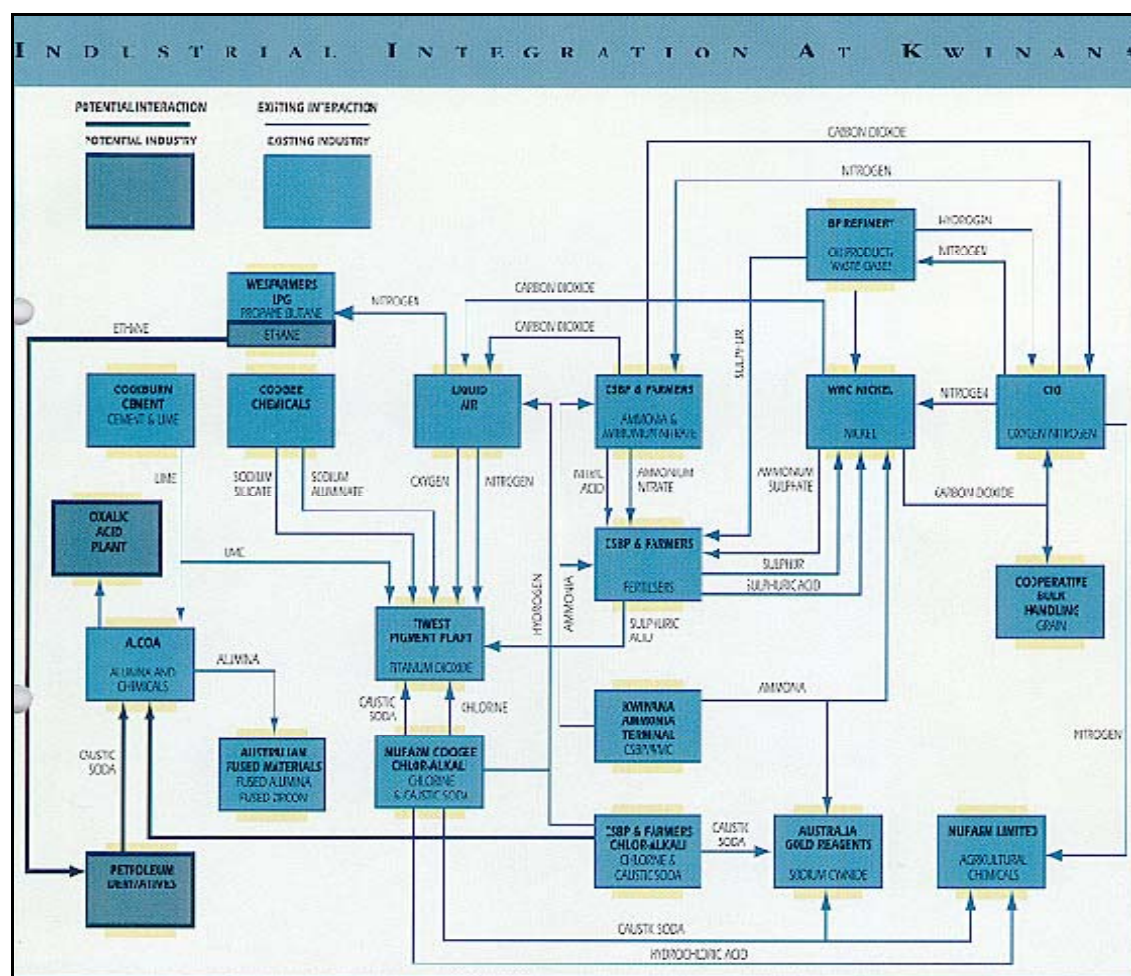 INDUSTRIAL INTEGRATION AT KWINANA
POTENTIAL INTERACTION
EXISTING INTERACTION
POTENTIAL INDUSTRY
EXISTING INDUSTRY
CARBON DIOXIDE
NITROGEN
BP REFINERY
OIL PRODUCTS
WASTE GASES
HYDROGEN
NITROGEN
WESFARMERS
LPG
PROPANE BUTANE
ETHANE
NITROGEN
CARBON DIOXIDE
CARBON DIOXIDE
ETHANE
SULPHUR
COCKBURN
CEMENT
CEMENT & LIME
COOGEE
CHEMICALS
LIQUID
AIR
CSBP & FARMERS
AMMONIA &
AMMONIUM NITRATE
WMC NICKEL
NICKEL
NITROGEN
CIG
OXYGEN NITROGEN
LIME
SODIUM
SILICATE
SODIUM
ALUMINATE
OXYGEN
NITROGEN
NITRIC
ACID
AMMONIUM
NITRATE
AMMONIUM
SULPHATE
CARBON DIOXIDE
OXALIC
ACID
PLANT
LIME
CSBP & FARMERS
FERTILISERS
SULPHUR
SULPHURIC ACID
COOPERATIVE
BULK
HANDLING
GRAIN
HYDROGEN
AMMONIA
TIWEST
PIGMENT PLANT
TITANIUM DIOXIDE
SULPHURIC
ACID
ALCOA
ALUMINA AND
CHEMICALS
ALUMINA
CAUSTIC
SODA
CHLORINE
KWINANA
AMMONIA
TERMINAL
CSBP/WMC
AMMONIA
NITROGEN
CAUSTIC
SODA
AUSTRALIAN
FUSED MATERIALS
FUSED ALUMINA
FUSED ZIRCON
NUFARM COOGEE
CHLOR-ALKALI
CHLORINE
& CAUSTIC SODA
PETROLEUM
DERIVATIVES
CSBP & FARMERS
CHLOR-ALKALI
CHLORINE &
CAUSTIC SODA
CAUSTIC
SODA
AUSTRALIA
GOLD REAGENTS
SODIUM CYANIDE
NUFARM LIMITED
AGRICULTURAL
CHEMICALS
CAUSTIC SODA
HYDROCHLORIC ACID